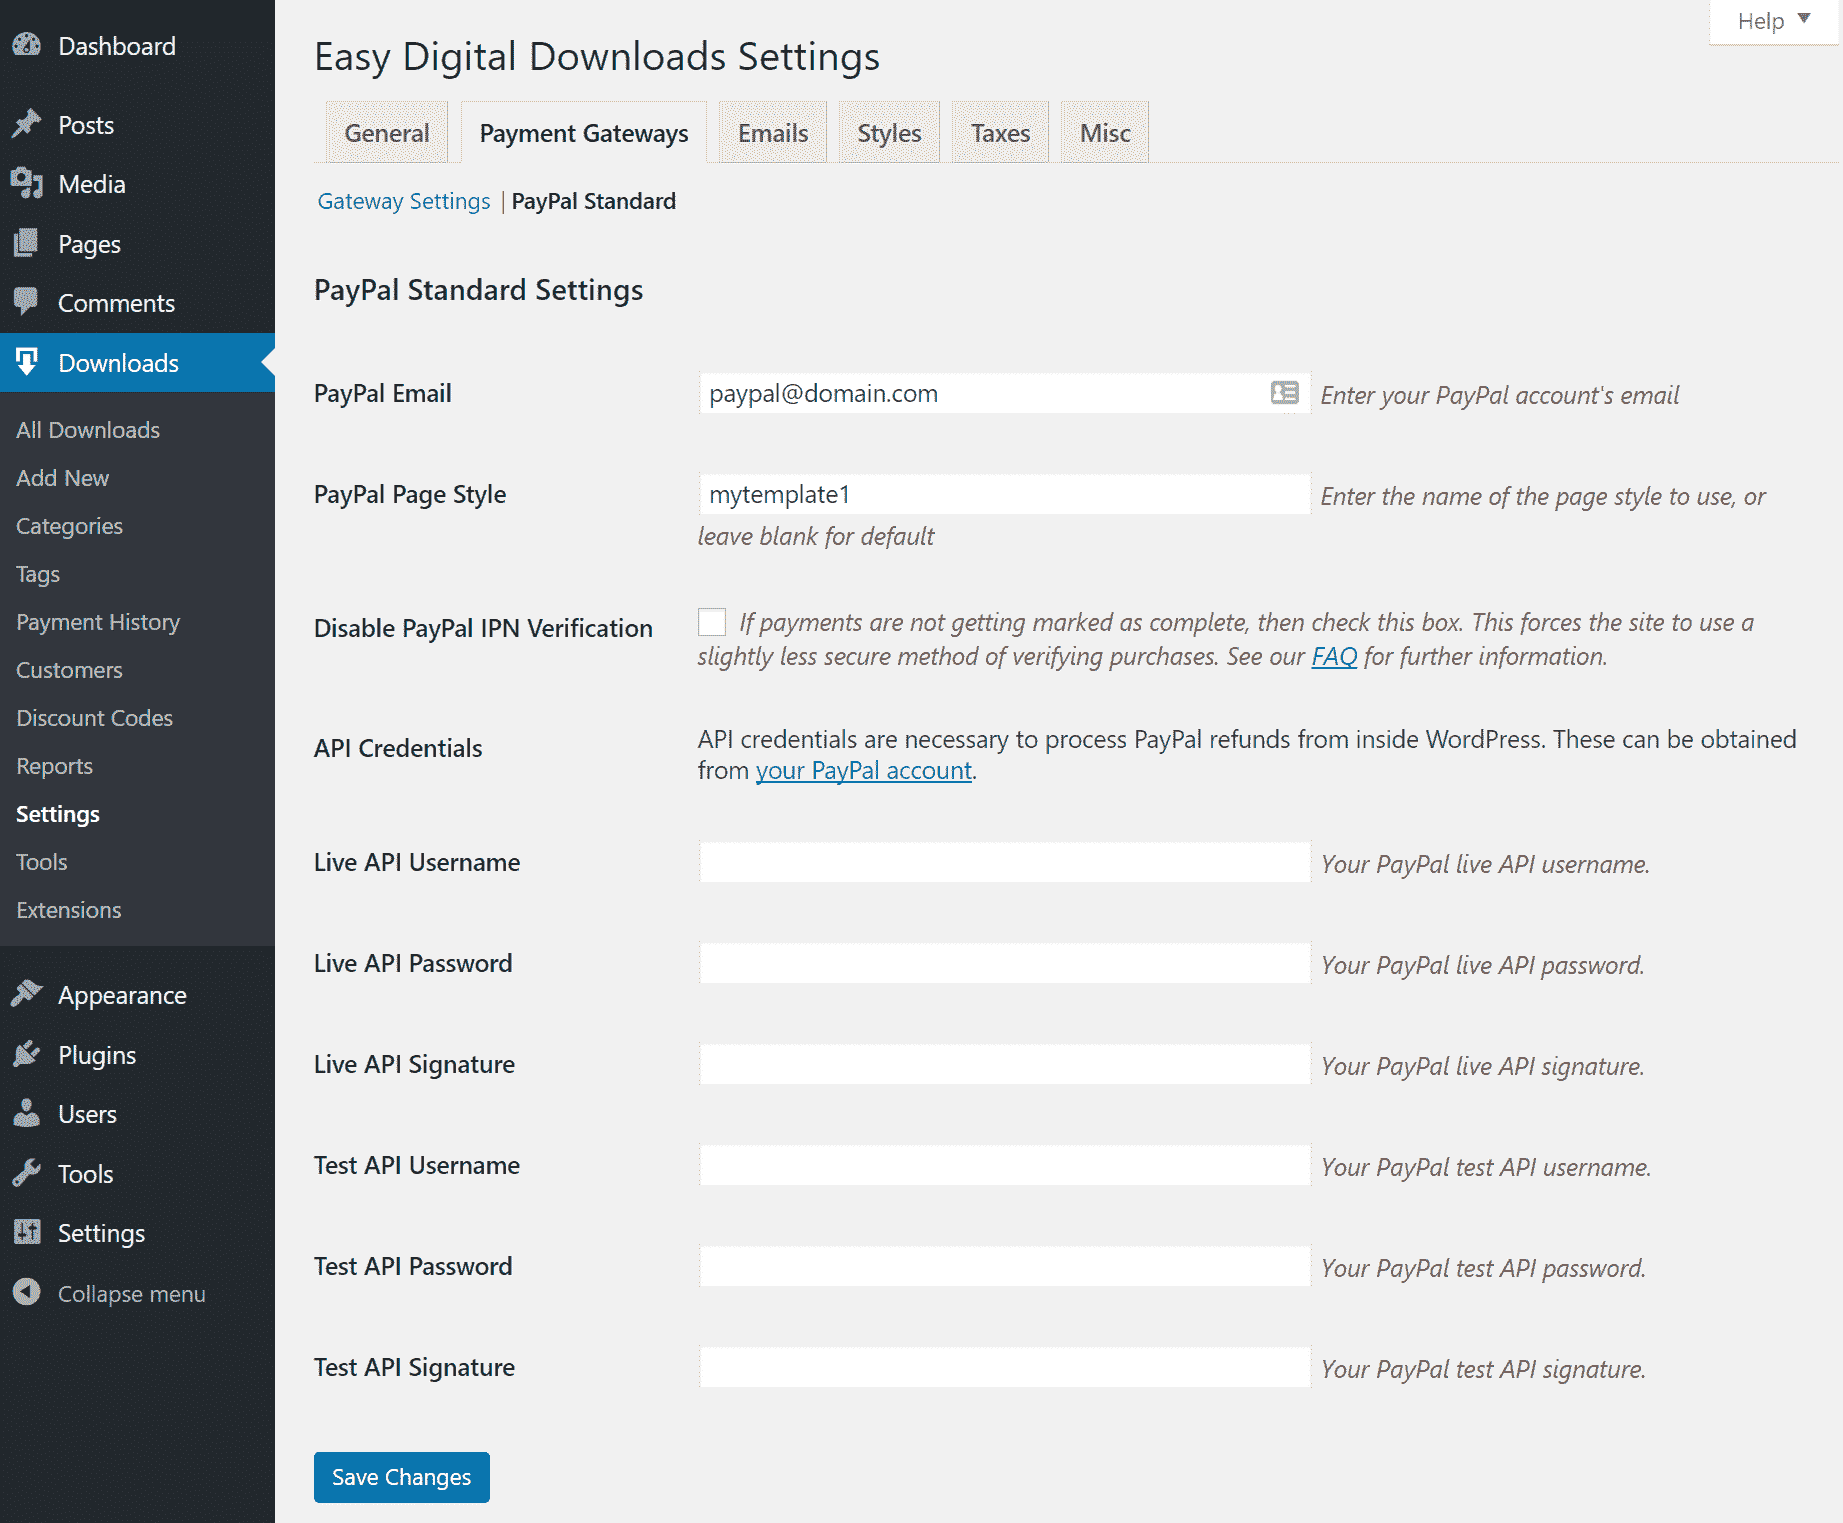 Dashboard
Posts
Media
Pages
Comments
Downloads
All Downloads
Add New
Categories
Tags
Payment History
Customers
Discount Codes
Reports
Settings
Tools
Extensions
Appearance
Plugins
Users
Tools
Settings
Collapse menu
Help
Easy Digital Downloads Settings
General Payment Gateways Emails Styles Taxes Misc
Gateway Settings | PayPal Standard
PayPal Standard Settings
PayPal Email paypal@domain.com Enter your PayPal account's email
PayPal Page Style mytemplate1 Enter the name of the page style to use, or
leave blank for default
Disable PayPal IPN Verification If payments are not getting marked as complete, then check this box. This forces the site to use a
slightly less secure method of verifying purchases. See our FAQ for further information.
API Credentials API credentials are necessary to process PayPal refunds from inside WordPress. These can be obtained
from your PayPal account.
Live API Username Your PayPal live API username.
Live API Password Your PayPal live API password.
Live API Signature Your PayPal live API signature.
Test API Username Your PayPal test API username.
Test API Password Your PayPal test API password.
Test API Signature Your PayPal test API signature.
Save Changes